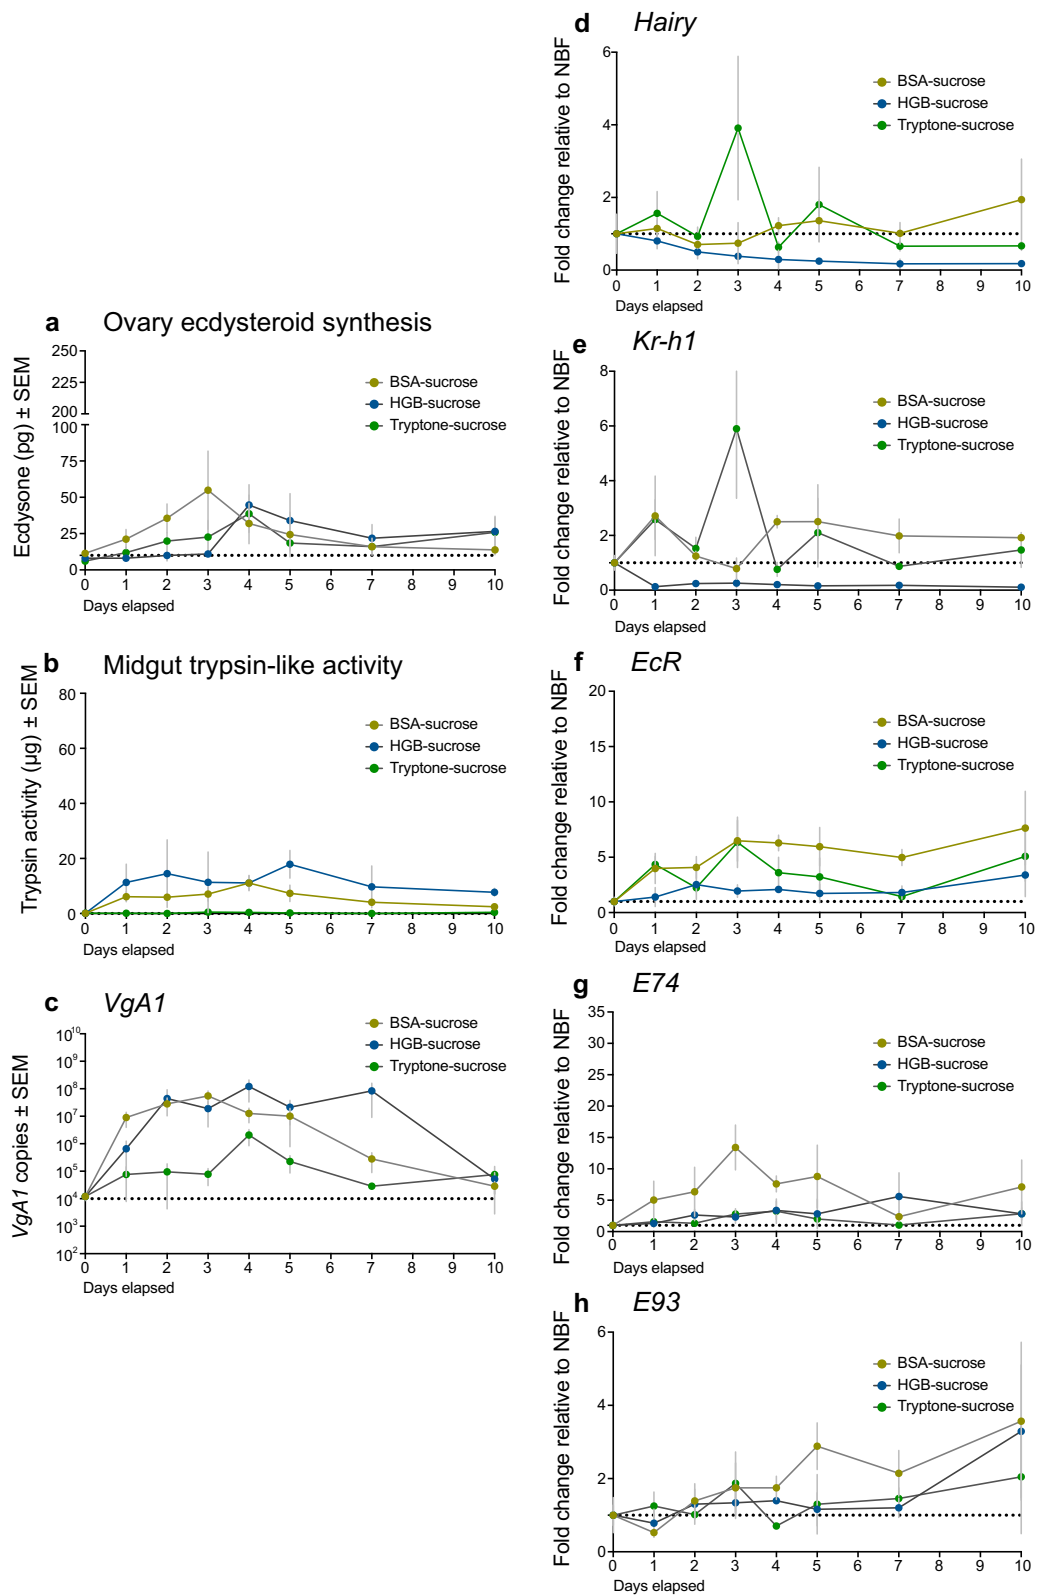 a Ovary ecdysteroid synthesis
Ecdysone (pg) ± SEM
250
225
200
100
75
50
25
0
BSA-sucrose
HGB-sucrose
Tryptone-sucrose
0 1 2 3 4 5 6 7 8 9 10
Days elapsed
b Midgut trypsin-like activity
Trypsin activity (µg) ± SEM
80
60
40
20
0
BSA-sucrose
HGB-sucrose
Tryptone-sucrose
0 1 2 3 4 5 6 7 8 9 10
Days elapsed
c VgA1
VgA1 copies ± SEM
10¹⁰
10⁹
10⁸
10⁷
10⁶
10⁵
10⁴
10³
10²
BSA-sucrose
HGB-sucrose
Tryptone-sucrose
0 1 2 3 4 5 6 7 8 9 10
Days elapsed
d Hairy
Fold change relative to NBF
6
4
2
0
BSA-sucrose
HGB-sucrose
Tryptone-sucrose
0 1 2 3 4 5 6 7 8 9 10
Days elapsed
e Kr-h1
Fold change relative to NBF
8
6
4
2
0
BSA-sucrose
HGB-sucrose
Tryptone-sucrose
0 1 2 3 4 5 6 7 8 9 10
Days elapsed
f EcR
Fold change relative to NBF
20
15
10
5
0
BSA-sucrose
HGB-sucrose
Tryptone-sucrose
0 1 2 3 4 5 6 7 8 9 10
Days elapsed
g E74
Fold change relative to NBF
35
30
25
20
15
10
5
0
BSA-sucrose
HGB-sucrose
Tryptone-sucrose
0 1 2 3 4 5 6 7 8 9 10
Days elapsed
h E93
Fold change relative to NBF
6
4
2
0
BSA-sucrose
HGB-sucrose
Tryptone-sucrose
0 1 2 3 4 5 6 7 8 9 10
Days elapsed